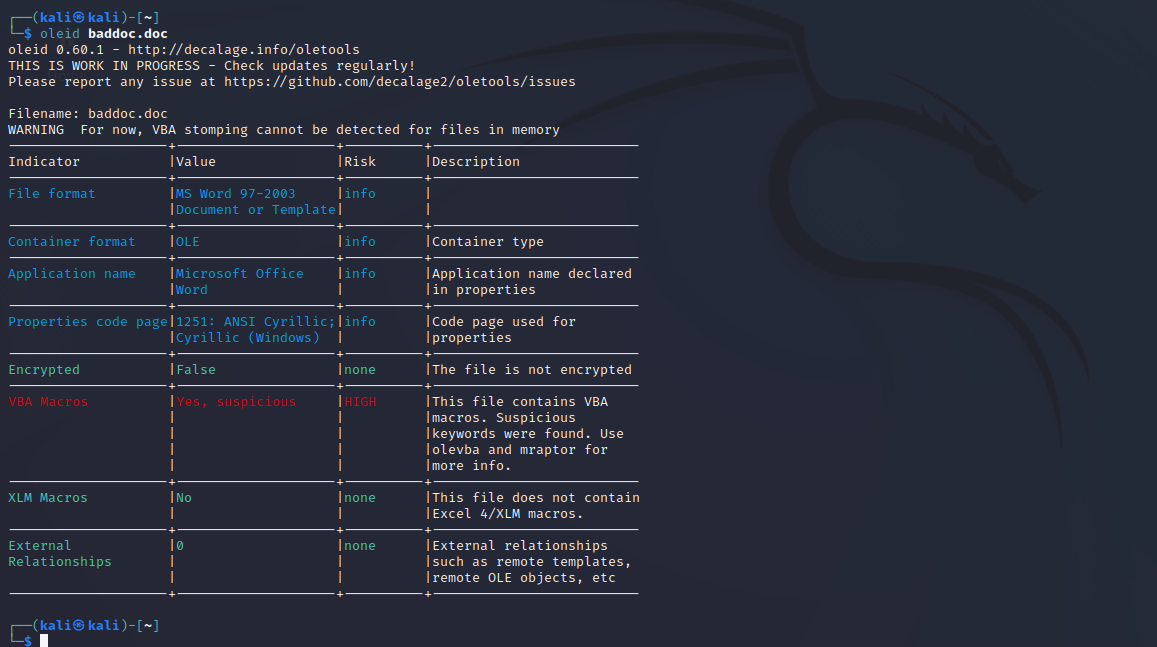 ┌──(kali㉿kali)-[~]
└─$ oleid baddoc.doc
oleid 0.60.1 - http://decalage.info/oletools
THIS IS WORK IN PROGRESS - Check updates regularly!
Please report any issue at https://github.com/decalage2/oletools/issues

Filename: baddoc.doc
WARNING  For now, VBA stomping cannot be detected for files in memory
--------------------+--------------------+----------+--------------------------
Indicator           |Value               |Risk      |Description
--------------------+--------------------+----------+--------------------------
File format         |MS Word 97-2003     |info      |
                    |Document or Template|          |
--------------------+--------------------+----------+--------------------------
Container format    |OLE                 |info      |Container type
--------------------+--------------------+----------+--------------------------
Application name    |Microsoft Office    |info      |Application name declared
                    |Word                |          |in properties
--------------------+--------------------+----------+--------------------------
Properties code page|1251: ANSI Cyrillic;|info      |Code page used for
                    |Cyrillic (Windows)  |          |properties
--------------------+--------------------+----------+--------------------------
Encrypted           |False               |none      |The file is not encrypted
--------------------+--------------------+----------+--------------------------
VBA Macros          |Yes, suspicious     |HIGH      |This file contains VBA
                    |                    |          |macros. Suspicious
                    |                    |          |keywords were found. Use
                    |                    |          |olevba and mraptor for
                    |                    |          |more info.
--------------------+--------------------+----------+--------------------------
XLM Macros          |No                  |none      |This file does not contain
                    |                    |          |Excel 4/XLM macros.
--------------------+--------------------+----------+--------------------------
External            |0                   |none      |External relationships
Relationships       |                    |          |such as remote templates,
                    |                    |          |remote OLE objects, etc
--------------------+--------------------+----------+--------------------------

┌──(kali㉿kali)-[~]
└─$